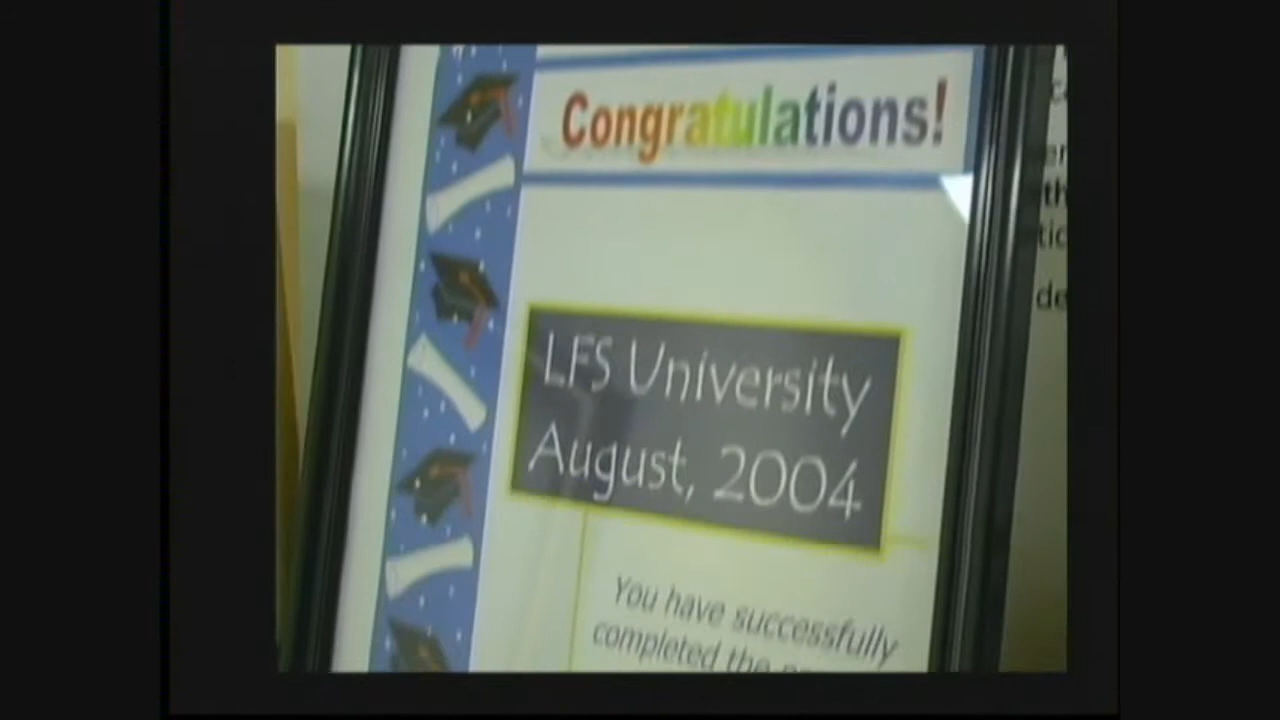 Congratulations!
LFS University
August, 2004
You have successfully
completed the